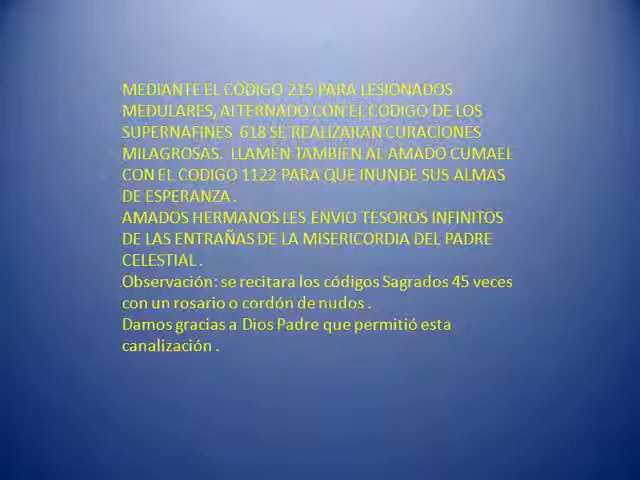 MEDIANTE EL CODIGO 215 PARA LESIONADOS
MEDULARES, ALTERNADO CON EL CODIGO DE LOS
SUPERNAFINES 618 SE REALIZARAN CURACIONES
MILAGROSAS. LLAMEN TAMBIEN AL AMADO CUMAEL
CON EL CODIGO 1122 PARA QUE INUNDE SUS ALMAS
DE ESPERANZA .
AMADOS HERMANOS LES ENVIO TESOROS INFINITOS
DE LAS ENTRAÑAS DE LA MISERICORDIA DEL PADRE
CELESTIAL .
Observación: se recitara los códigos Sagrados 45 veces
con un rosario o cordón de nudos .
Damos gracias a Dios Padre que permitió esta
canalización .